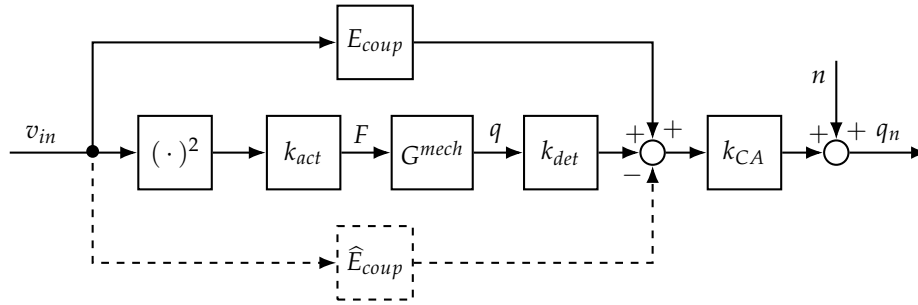 E_coup
v_in
( · )²
k_act
F
G^mech
q
k_det
+
+
−
k_CA
n
+
+
q_n
Ê_coup